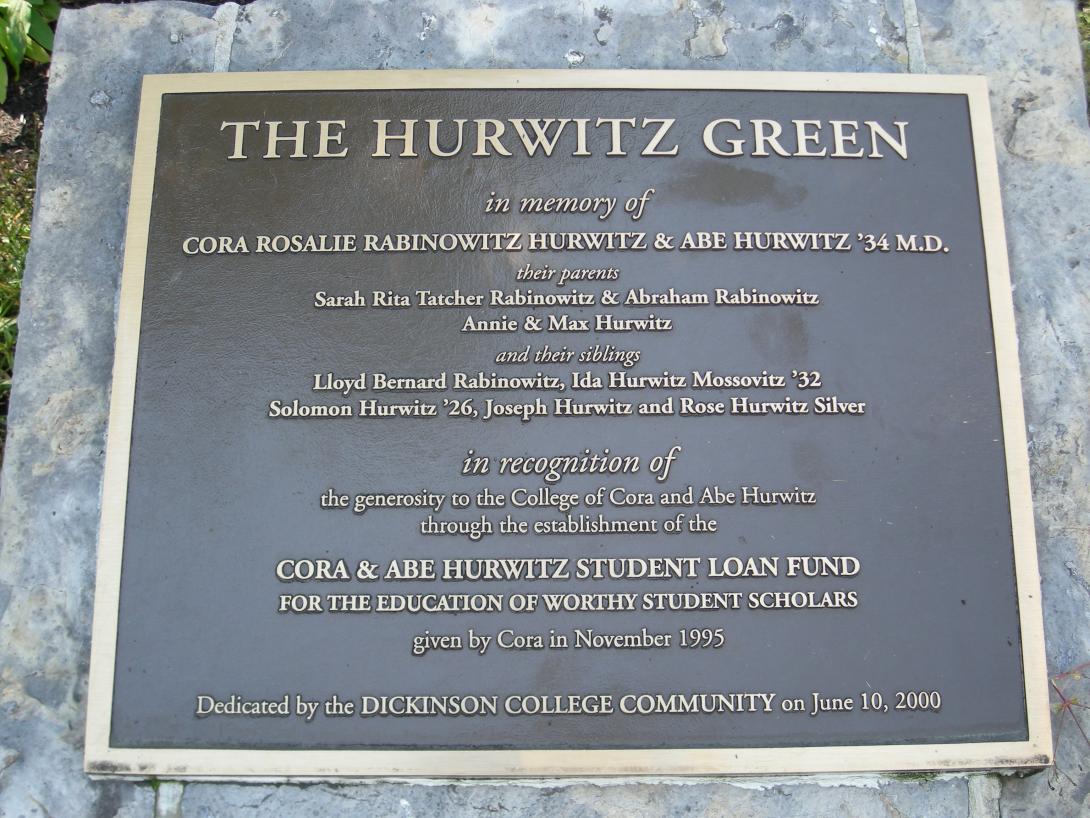 THE HURWITZ GREEN
in memory of
CORA ROSALIE RABINOWITZ HURWITZ & ABE HURWITZ ’34 M.D.
their parents
Sarah Rita Tatcher Rabinowitz & Abraham Rabinowitz
Annie & Max Hurwitz
and their siblings
Lloyd Bernard Rabinowitz, Ida Hurwitz Mossovitz ’32
Solomon Hurwitz ’26, Joseph Hurwitz and Rose Hurwitz Silver
in recognition of
the generosity to the College of Cora and Abe Hurwitz
through the establishment of the
CORA & ABE HURWITZ STUDENT LOAN FUND
FOR THE EDUCATION OF WORTHY STUDENT SCHOLARS
given by Cora in November 1995
Dedicated by the DICKINSON COLLEGE COMMUNITY on June 10, 2000